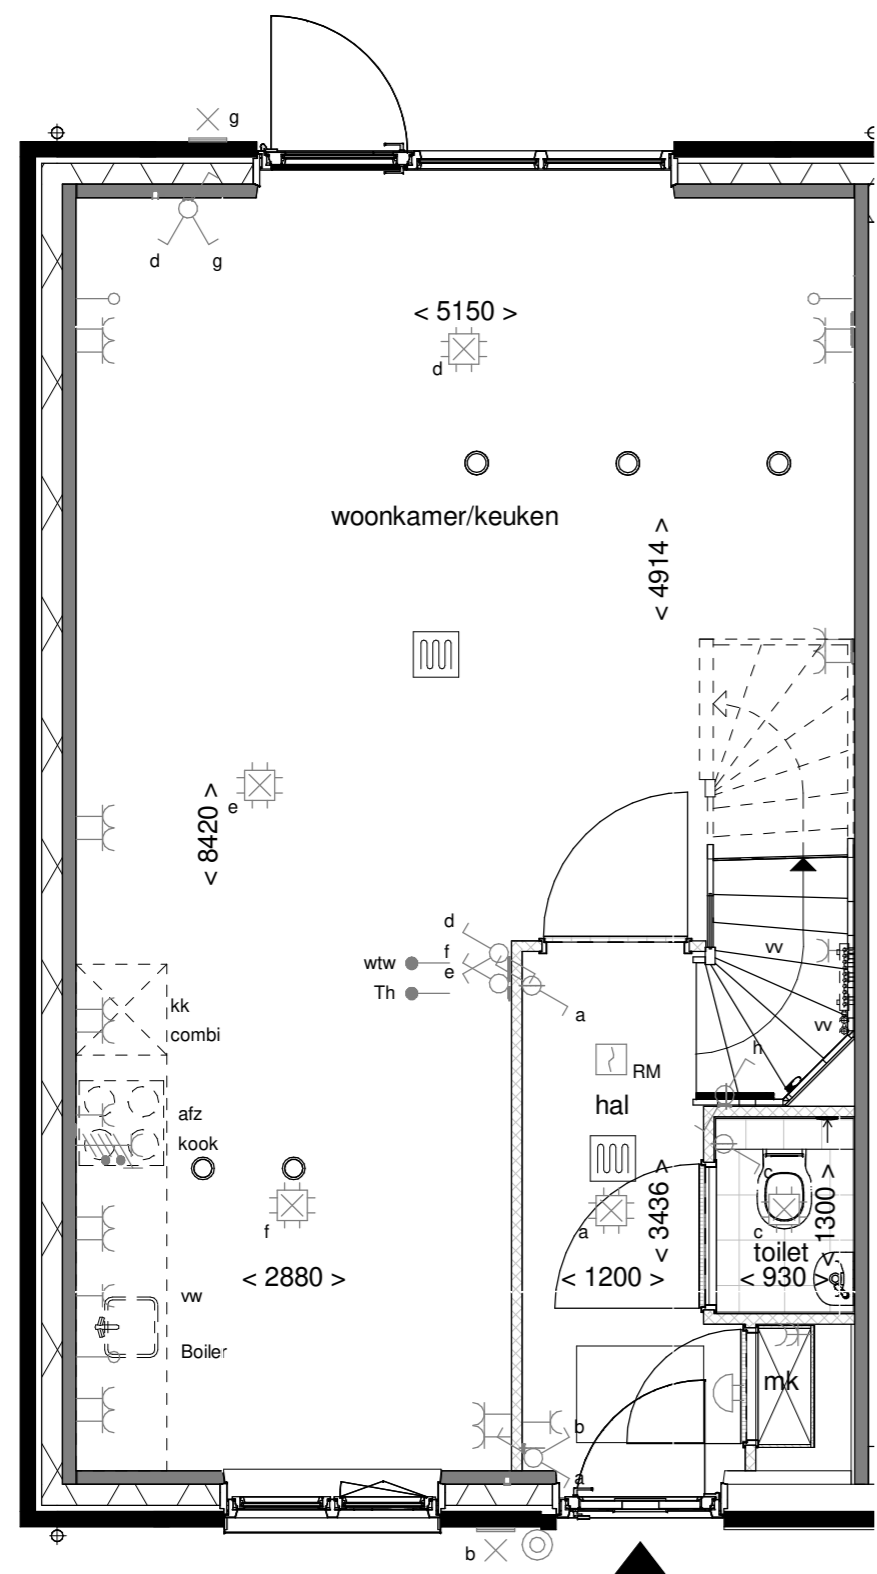 g
d
g
< 5150 >
d
woonkamer/keuken
< 4914 >
e
< 8420 >
d
f
wtw
e
Th
a
vv
vv
kk
combi
h
RM
hal
afz
kook
c
f
a
< 3436 >
c
< 1300 >
toilet
< 2880 >
< 1200 >
< 930 >
vw
Boiler
mk
b
a
b